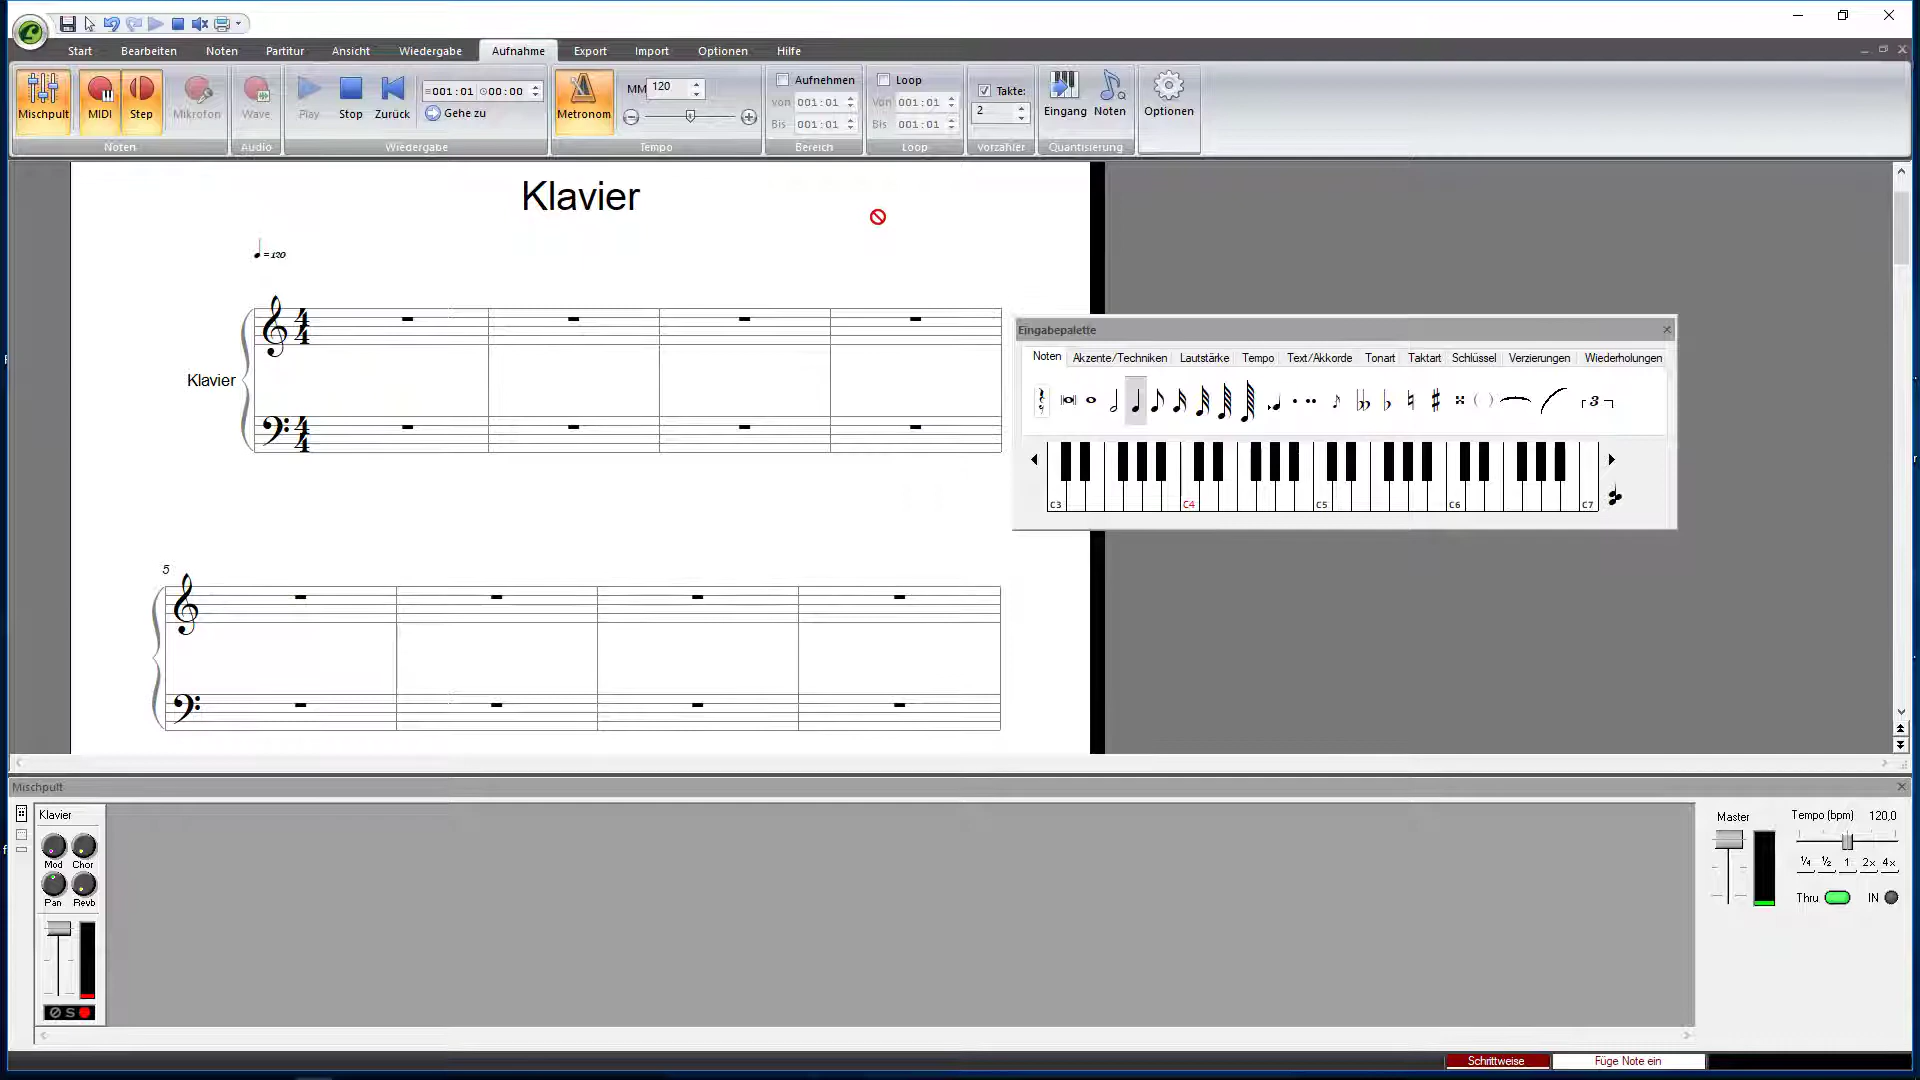 Start Bearbeiten Noten Partitur Ansicht Wiedergabe Aufnahme Export Import Optionen Hilfe
Mischpult MIDI Step Mikrofon Wave Play Stop Zurück 001:01 00:00 Gehe zu Metronom MM 120 Aufnehmen von 001:01 Bis 001:01 Loop Von 001:01 Bis 001:01 Takte: 2 Eingang Noten Optionen
Noten Audio Wiedergabe Tempo Bereich Loop Vorzähler Quantisierung
Klavier
=120
4 4
Klavier
4 4
5
Eingabepalette
Noten Akzente/Techniken Lautstärke Tempo Text/Akkorde Tonart Taktart Schlüssel Verzierungen Wiederholungen
3
C3 C4 C5 C6 C7
Mischpult
Klavier
Mod Chor
Pan Revb
S
Master Tempo (bpm) 120,0
¼ ½ 1 2x 4x
Thru IN
Schrittweise Füge Note ein